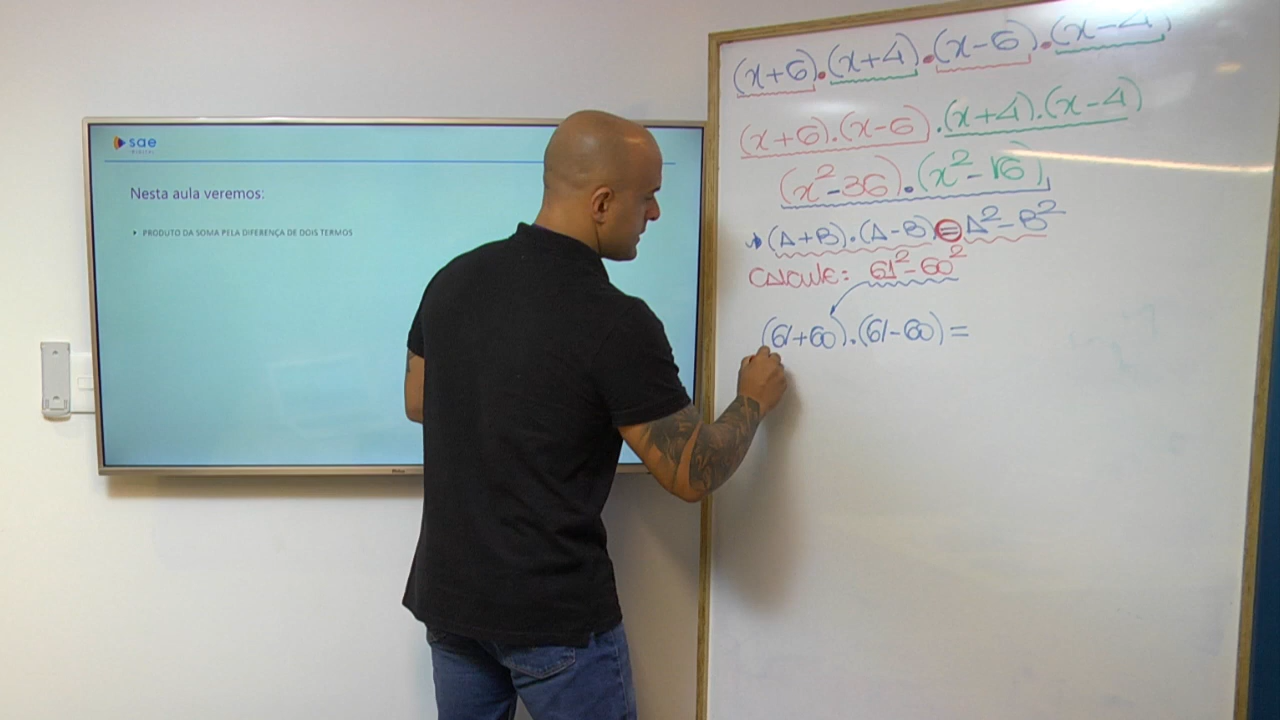 sae
DIGITAL
Nesta aula veremos:
PRODUTO DA SOMA PELA DIFERENÇA DE DOIS TERMOS
(x+6).(x+4).(x-6).(x-4)
(x+6).(x-6).(x+4).(x-4)
(x²-36).(x²-16)
(A+B).(A-B)=A²-B²
CALCULE: 61²-60²
(61+60).(61-60)=